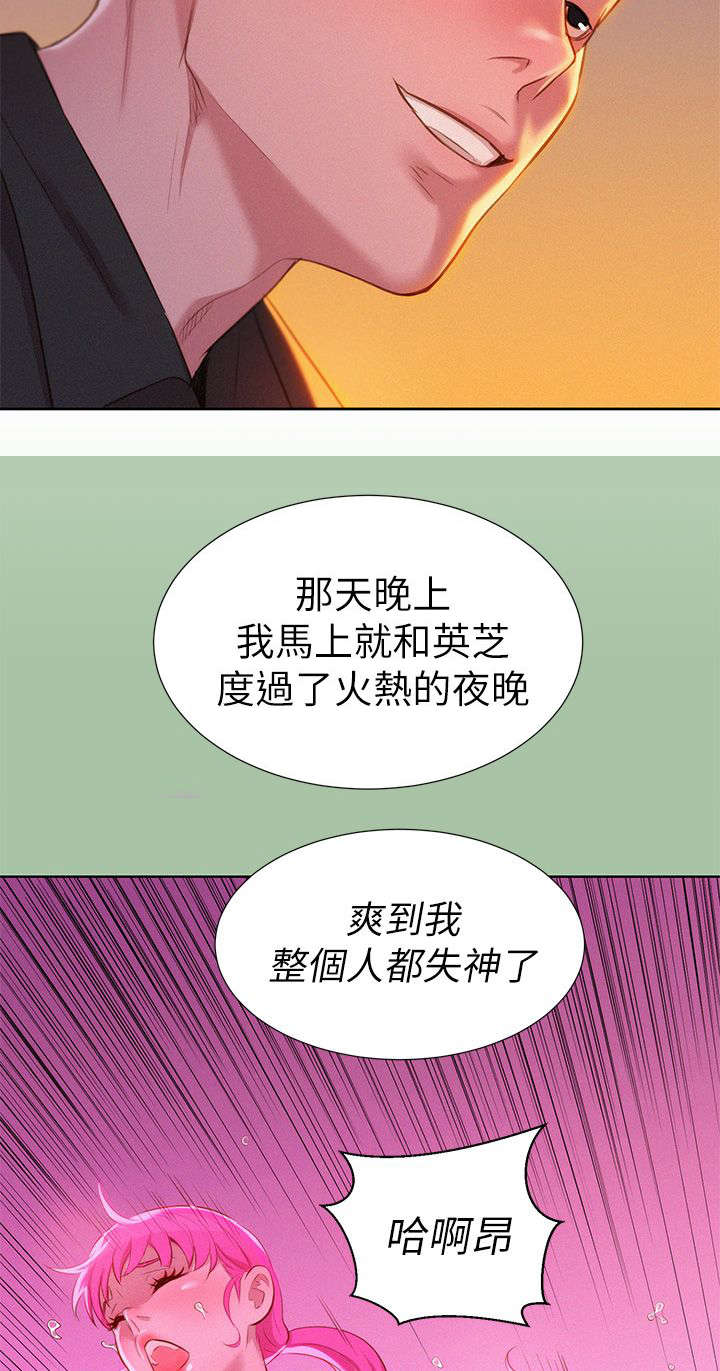 那天晚上
我馬上就和英芝
度過了火熱的夜晚
爽到我
整個人都失神了
哈啊昂